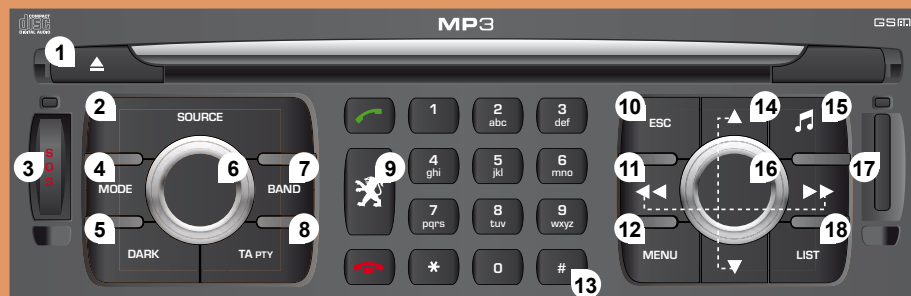 COMPACT
disc
DIGITAL AUDIO
MP3
GSM
1
2
SOURCE
3
SOS
4
MODE
5
DARK
6
7
BAND
8
TA PTY
9
1
2
abc
3
def
4
ghi
5
jkl
6
mno
7
pqrs
8
tuv
9
wxyz
*
0
#
13
10
ESC
11
12
MENU
14
15
16
17
18
LIST